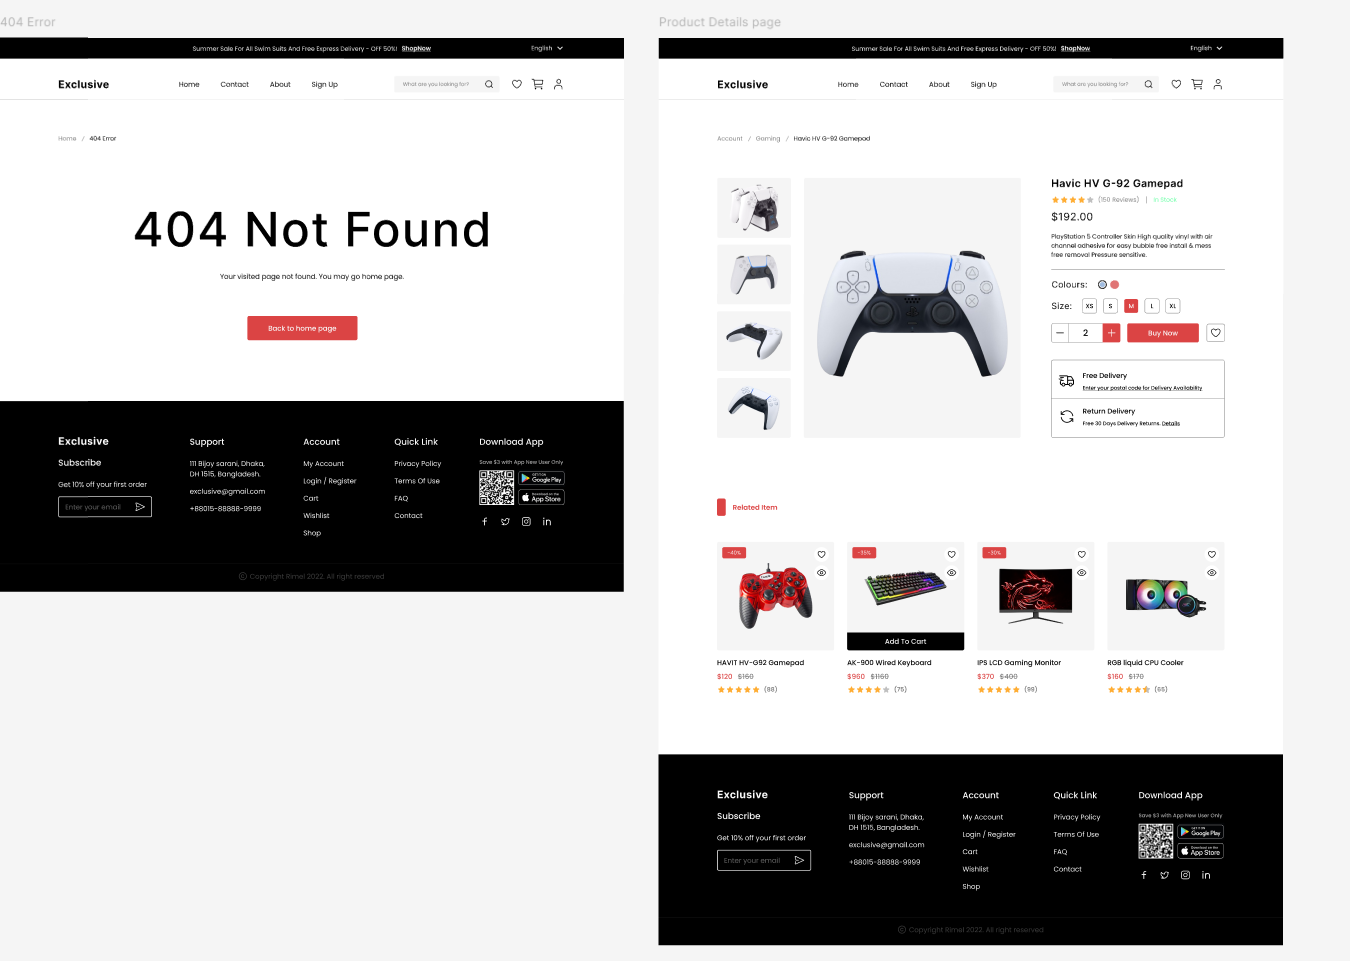 404 Error
Summer Sale For All Swim Suits And Free Express Delivery - OFF 50%! ShopNow
English
Exclusive
Home
Contact
About
Sign Up
What are you looking for?
Home / 404 Error
404 Not Found
Your visited page not found. You may go home page.
Back to home page
Exclusive
Subscribe
Get 10% off your first order
Enter your email
Support
111 Bijoy sarani, Dhaka,
DH 1515, Bangladesh.
exclusive@gmail.com
+88015-88888-9999
Account
My Account
Login / Register
Cart
Wishlist
Shop
Quick Link
Privacy Policy
Terms Of Use
FAQ
Contact
Download App
Save $3 with App New User Only
GET IT ON
Google Play
Download on the
App Store
© Copyright Rimel 2022. All right reserved
Product Details page
Summer Sale For All Swim Suits And Free Express Delivery - OFF 50%! ShopNow
English
Exclusive
Home
Contact
About
Sign Up
What are you looking for?
Account / Gaming / Havic HV G-92 Gamepad
Havic HV G-92 Gamepad
(150 Reviews) | In Stock
$192.00
PlayStation 5 Controller Skin High quality vinyl with air
channel adhesive for easy bubble free install & mess
free removal Pressure sensitive.
Colours:
Size: XS S M L XL
2
Buy Now
Free Delivery
Enter your postal code for Delivery Availability
Return Delivery
Free 30 Days Delivery Returns. Details
Related Item
-40%
HAVIT HV-G92 Gamepad
$120 $160
(88)
-35%
Add To Cart
AK-900 Wired Keyboard
$960 $1160
(75)
-30%
IPS LCD Gaming Monitor
$370 $400
(99)
RGB liquid CPU Cooler
$160 $170
(65)
Exclusive
Subscribe
Get 10% off your first order
Enter your email
Support
111 Bijoy sarani, Dhaka,
DH 1515, Bangladesh.
exclusive@gmail.com
+88015-88888-9999
Account
My Account
Login / Register
Cart
Wishlist
Shop
Quick Link
Privacy Policy
Terms Of Use
FAQ
Contact
Download App
Save $3 with App New User Only
GET IT ON
Google Play
Download on the
App Store
© Copyright Rimel 2022. All right reserved